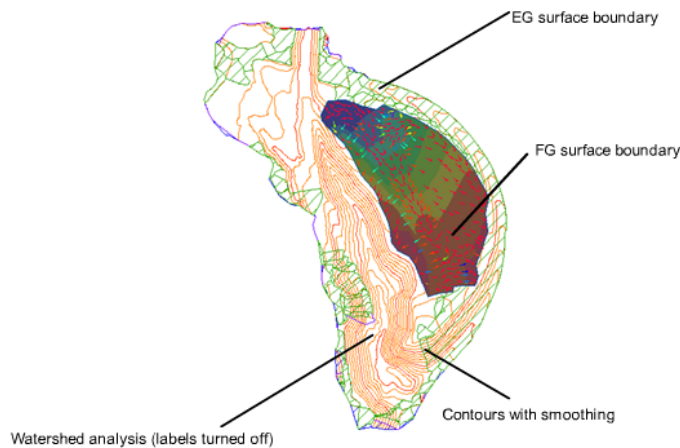 EG surface boundary
FG surface boundary
Contours with smoothing
Watershed analysis (labels turned off)